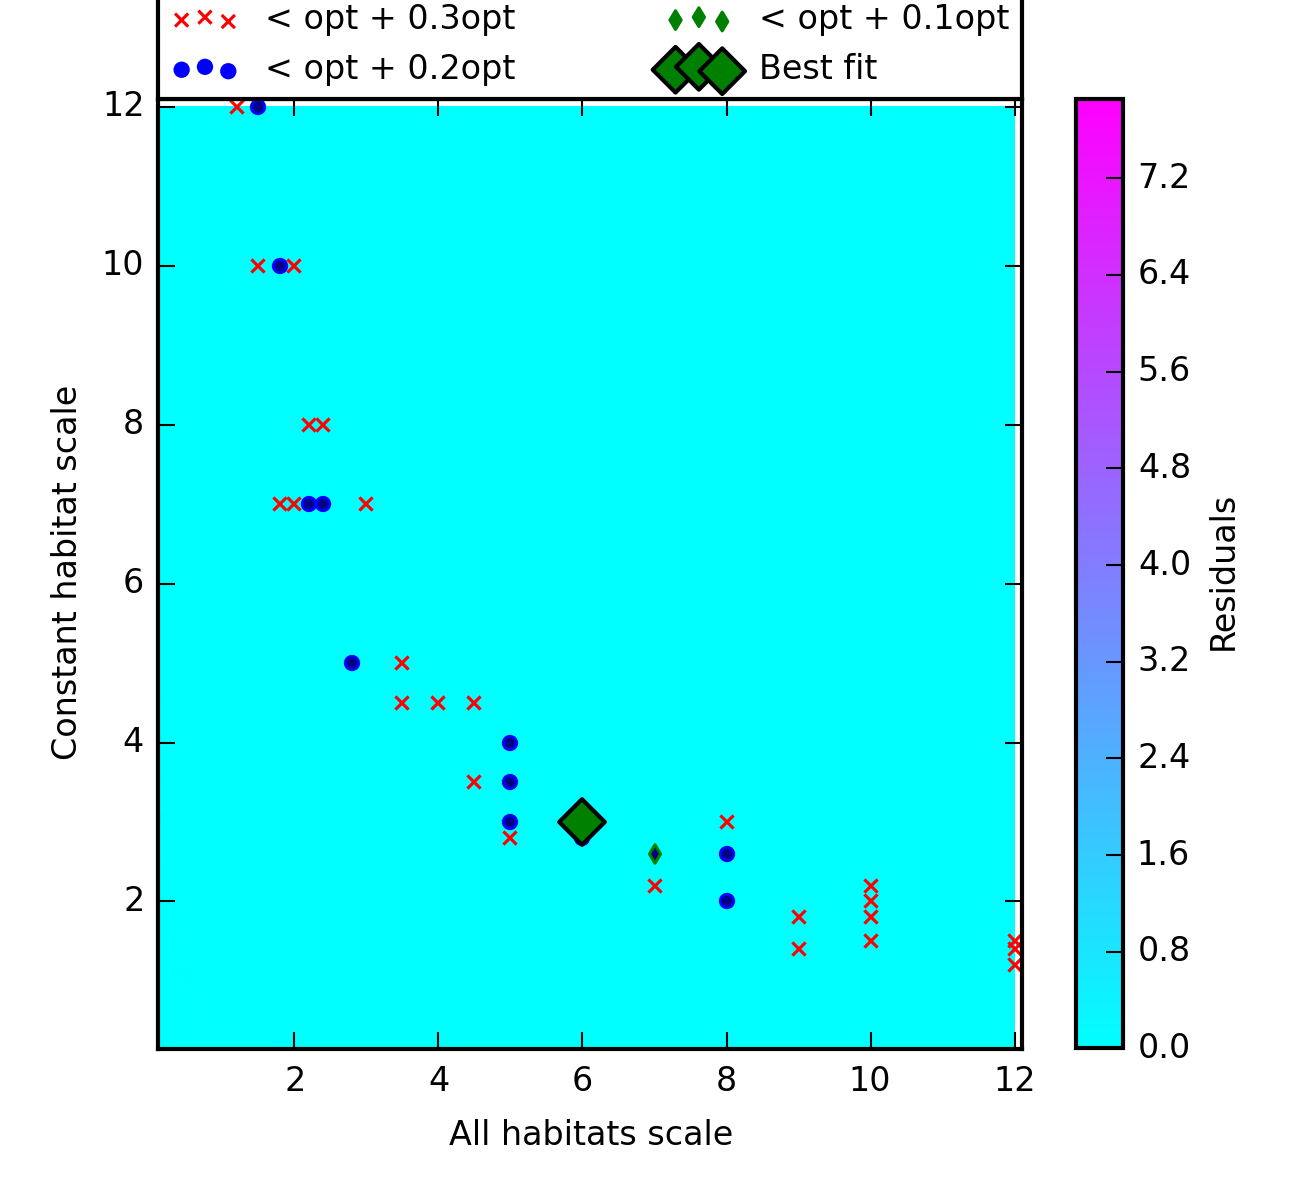 < opt + 0.3opt
< opt + 0.1opt
< opt + 0.2opt
Best fit
12
10
8
6
4
2
Constant habitat scale
2 4 6 8 10 12
All habitats scale
7.2
6.4
5.6
4.8
4.0
3.2
2.4
1.6
0.8
0.0
Residuals